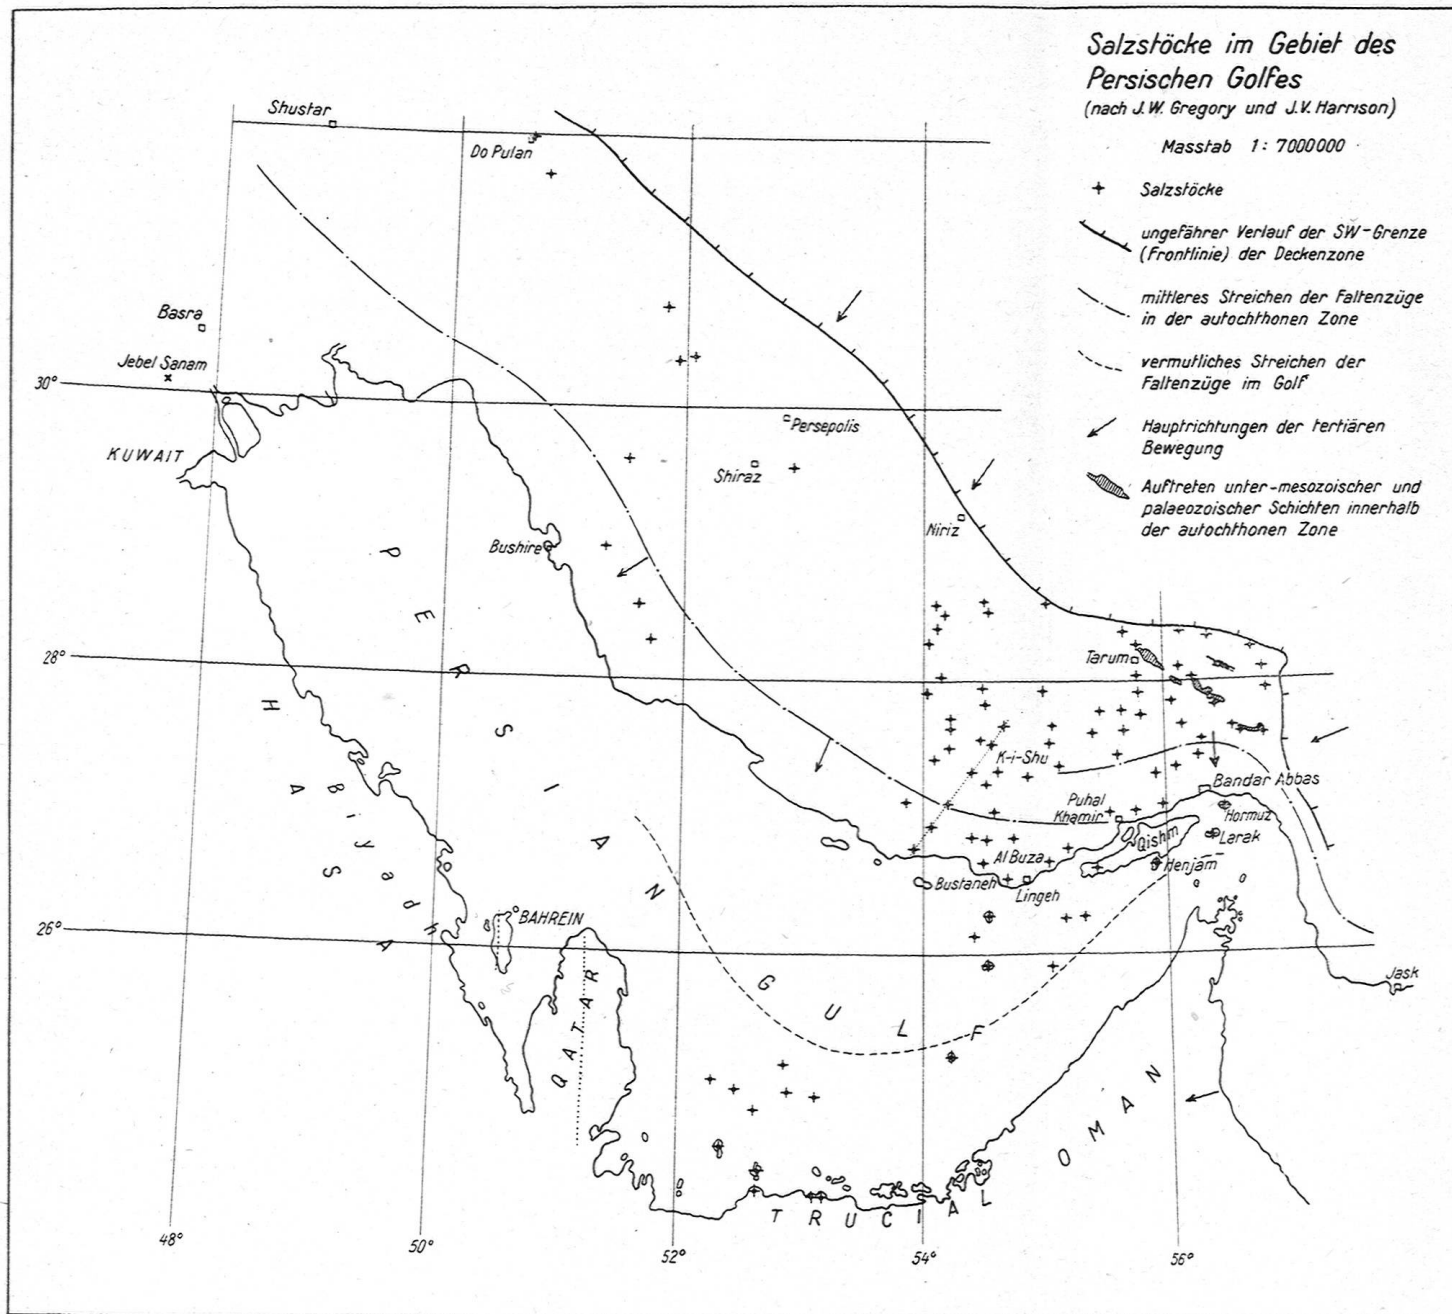 Salzstöcke im Gebiet des
Persischen Golfes
(nach J. W. Gregory und J. V. Harrison)
Masstab 1 : 7000000
Salzstöcke
ungefährer Verlauf der SW-Grenze
(Frontlinie) der Deckenzone
mittleres Streichen der Faltenzüge
in der autochthonen Zone
vermutliches Streichen der
Faltenzüge im Golf
Hauptrichtungen der tertiären
Bewegung
Auftreten unter-mesozoischer und
palaeozoischer Schichten innerhalb
der autochthonen Zone
Shustar
Do Pulan
Basra
Jebel Sanam
30°
KUWAIT
Persepolis
Shiraz
Niriz
Bushire
28°
Tarum
K-i-Shu
Bandar Abbas
Puhal
Khamir
Hormuz
Qishm
Larak
Henjam
Al Buza
Bustaneh
Lingeh
PERSIAN
GULF
HASA
Biyadh
26°
BAHREIN
QATAR
Jask
OMAN
TRUCIAL
48°
50°
52°
54°
56°